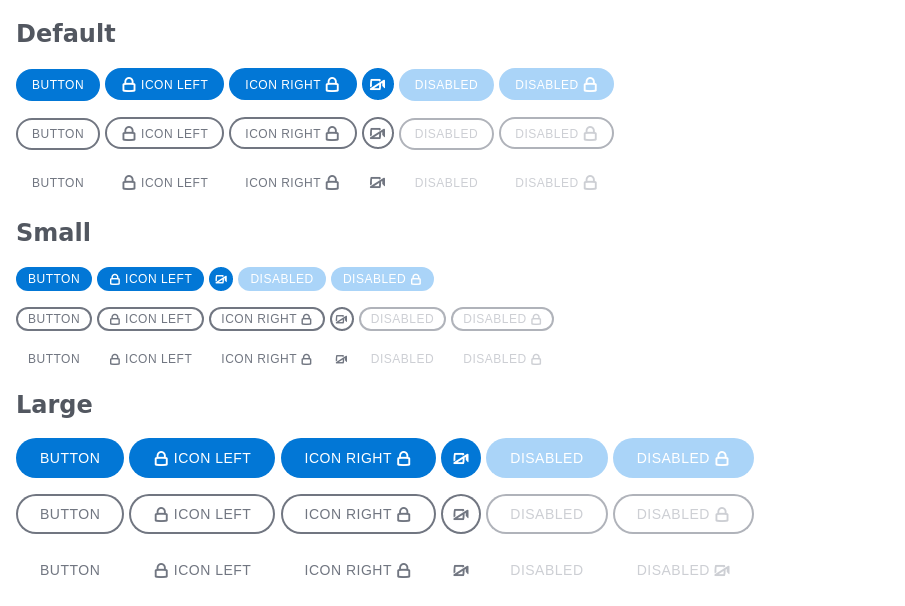 Default
BUTTON ICON LEFT ICON RIGHT DISABLED DISABLED
BUTTON ICON LEFT ICON RIGHT DISABLED DISABLED
BUTTON ICON LEFT ICON RIGHT DISABLED DISABLED
Small
BUTTON ICON LEFT DISABLED DISABLED
BUTTON ICON LEFT ICON RIGHT DISABLED DISABLED
BUTTON ICON LEFT ICON RIGHT DISABLED DISABLED
Large
BUTTON ICON LEFT ICON RIGHT DISABLED DISABLED
BUTTON ICON LEFT ICON RIGHT DISABLED DISABLED
BUTTON ICON LEFT ICON RIGHT DISABLED DISABLED